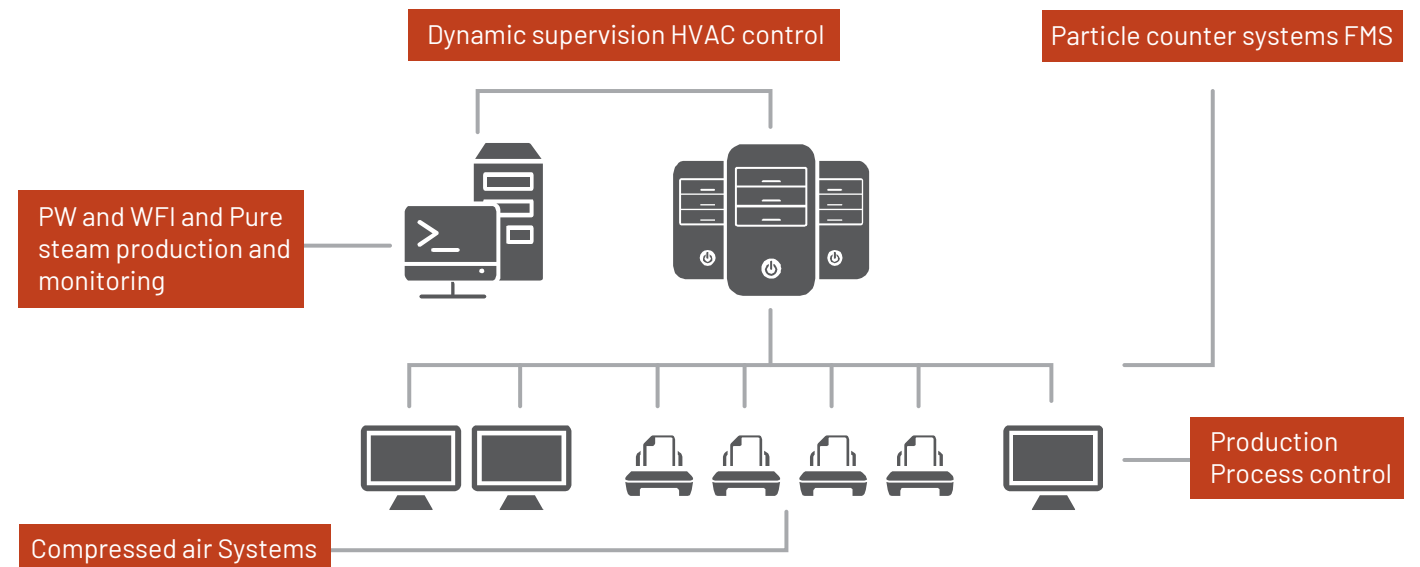 Dynamic supervision HVAC control
Particle counter systems FMS
PW and WFI and Pure
steam production and
monitoring
>_
Production
Process control
Compressed air Systems